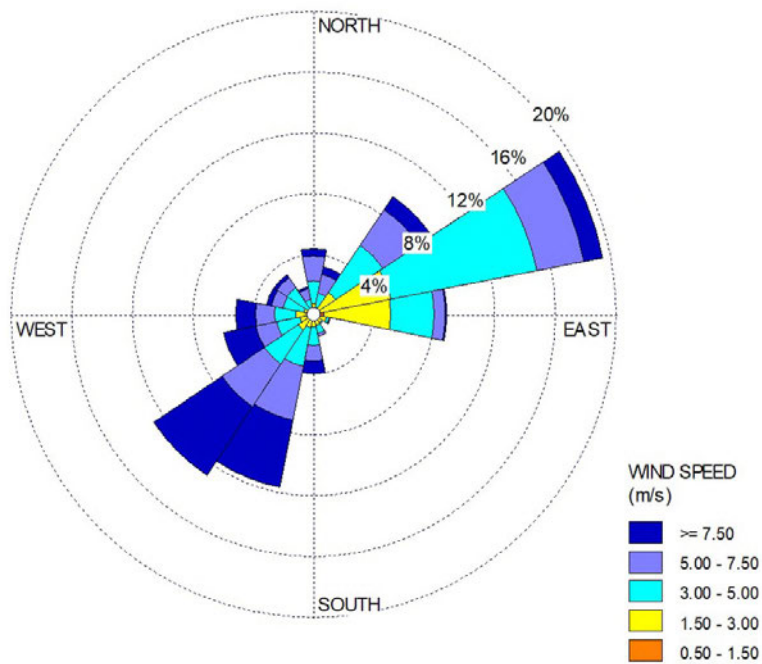 NORTH
20%
16%
12%
8%
4%
WEST
EAST
SOUTH
WIND SPEED
(m/s)
>= 7.50
5.00 - 7.50
3.00 - 5.00
1.50 - 3.00
0.50 - 1.50